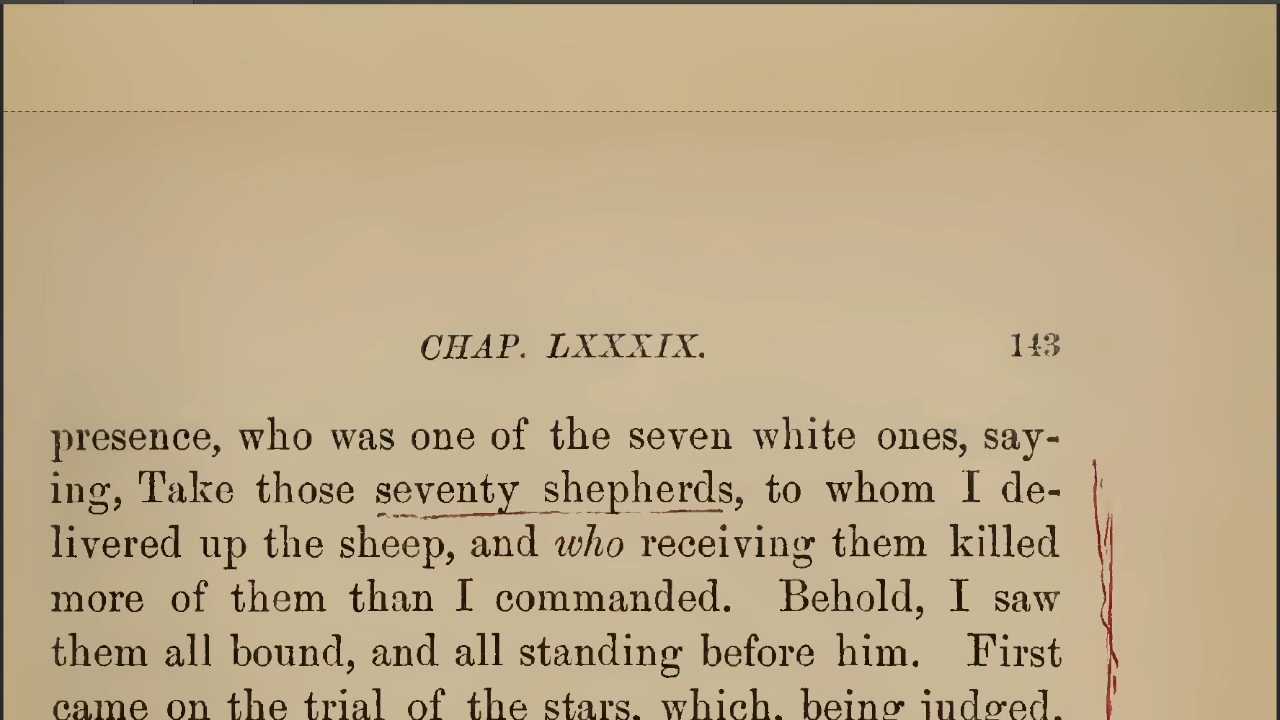 CHAP. LXXXIX. 143
presence, who was one of the seven white ones, say-
ing, Take those seventy shepherds, to whom I de-
livered up the sheep, and who receiving them killed
more of them than I commanded. Behold, I saw
them all bound, and all standing before him. First
came on the trial of the stars, which, being judged,